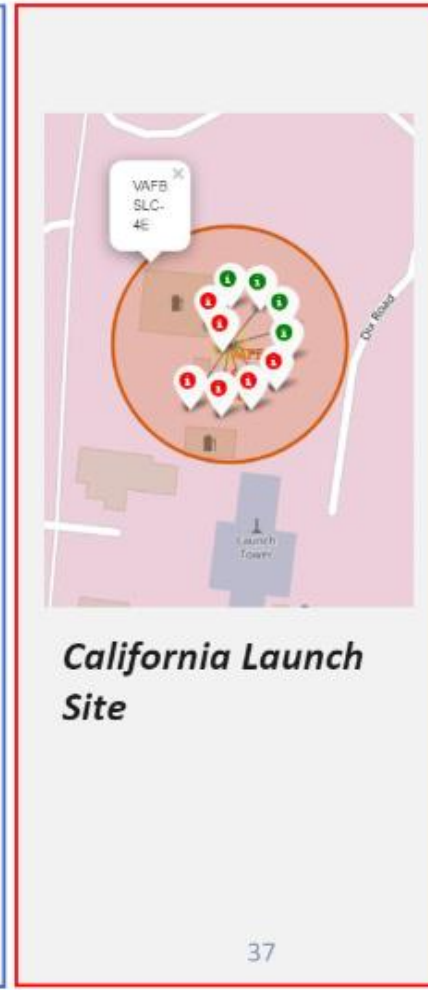 VAFB
SLC-
4E
Dix Road
Launch
Tower
California Launch
Site
37